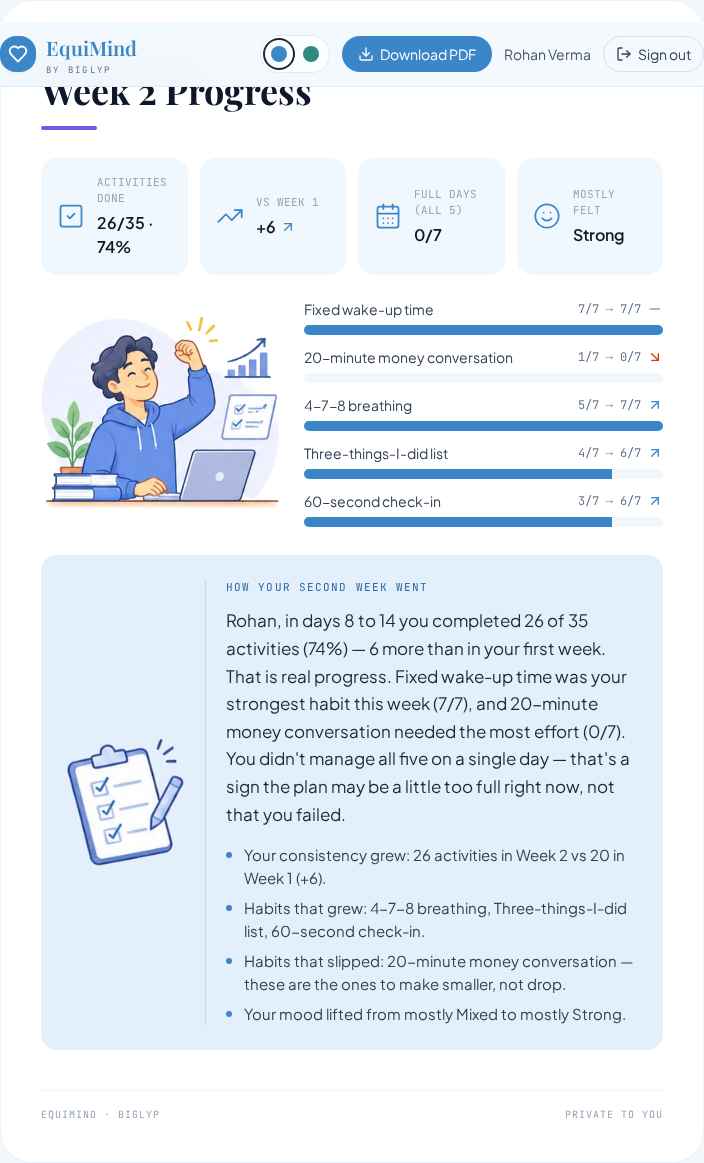 EquiMind
BY BIGLYP
Download PDF
Rohan Verma
Sign out
Week 2 Progress
ACTIVITIES
DONE
26/35 ·
74%
VS WEEK 1
+6 ↗
FULL DAYS
(ALL 5)
0/7
MOSTLY
FELT
Strong
Fixed wake-up time 7/7 → 7/7 —
20-minute money conversation 1/7 → 0/7 ↘
4-7-8 breathing 5/7 → 7/7 ↗
Three-things-I-did list 4/7 → 6/7 ↗
60-second check-in 3/7 → 6/7 ↗
HOW YOUR SECOND WEEK WENT
Rohan, in days 8 to 14 you completed 26 of 35
activities (74%) — 6 more than in your first week.
That is real progress. Fixed wake-up time was your
strongest habit this week (7/7), and 20-minute
money conversation needed the most effort (0/7).
You didn't manage all five on a single day — that's a
sign the plan may be a little too full right now, not
that you failed.
• Your consistency grew: 26 activities in Week 2 vs 20 in
Week 1 (+6).
• Habits that grew: 4-7-8 breathing, Three-things-I-did
list, 60-second check-in.
• Habits that slipped: 20-minute money conversation —
these are the ones to make smaller, not drop.
• Your mood lifted from mostly Mixed to mostly Strong.
EQUIMIND · BIGLYP
PRIVATE TO YOU